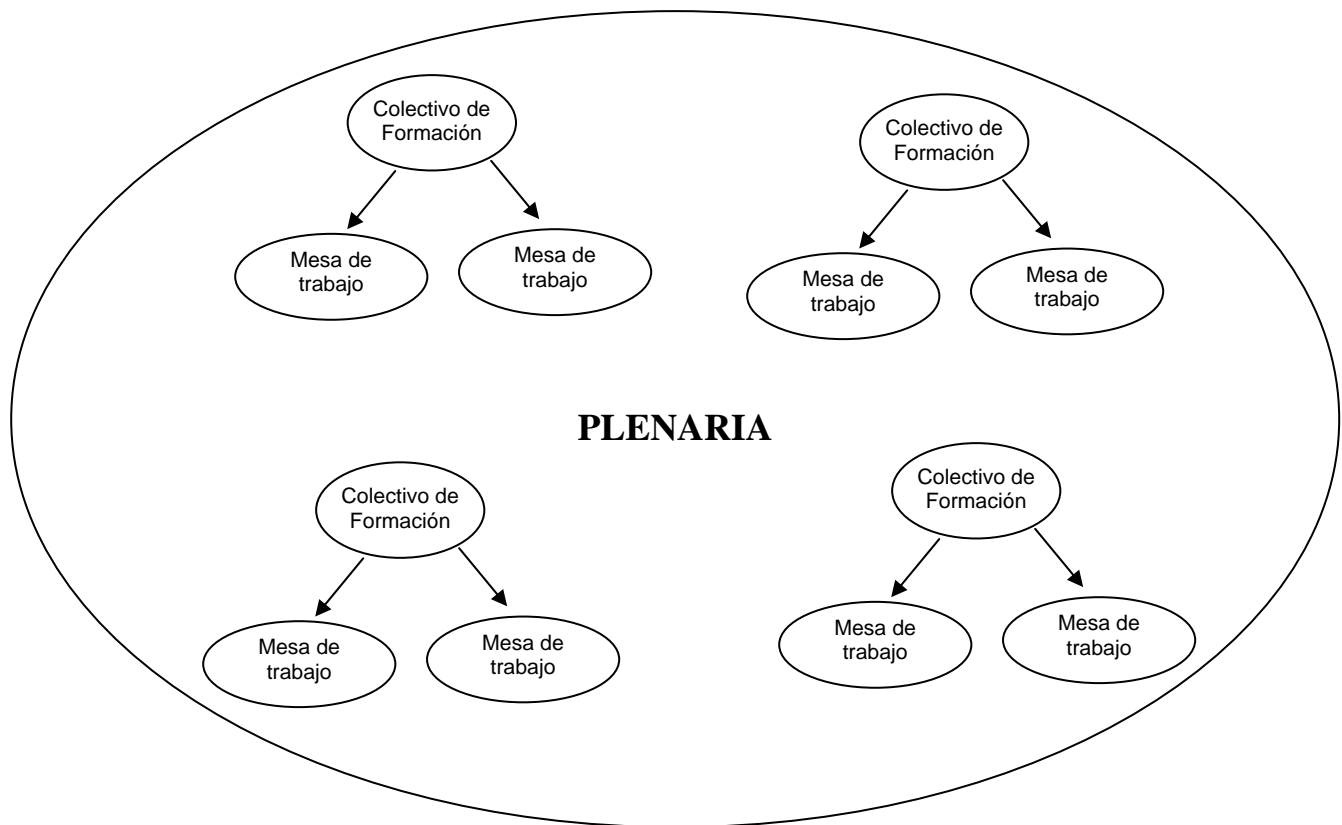 Colectivo de
Formación
Mesa de
trabajo
Mesa de
trabajo
Colectivo de
Formación
Mesa de
trabajo
Mesa de
trabajo
PLENARIA
Colectivo de
Formación
Mesa de
trabajo
Mesa de
trabajo
Colectivo de
Formación
Mesa de
trabajo
Mesa de
trabajo